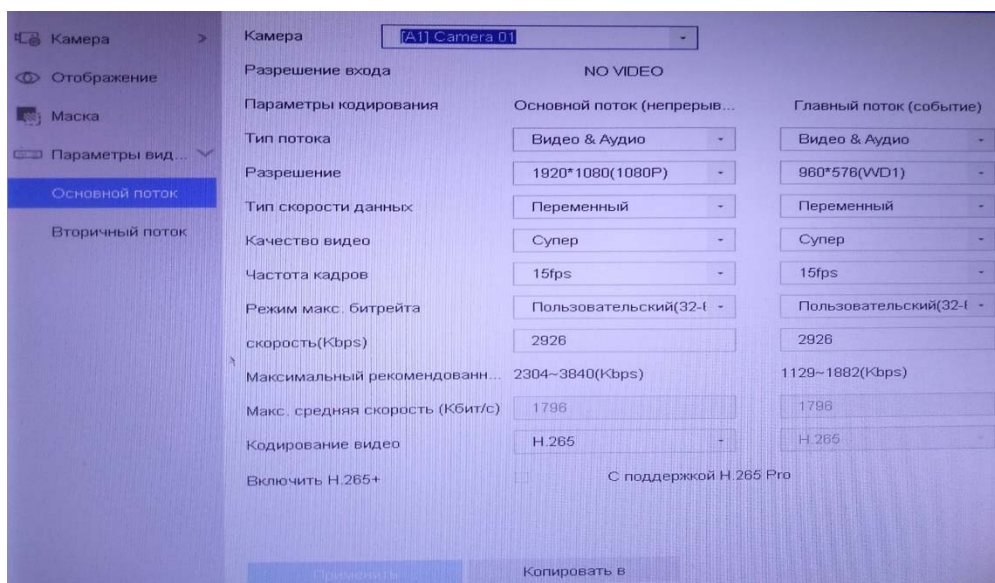 Камера
Отображение
Маска
Параметры вид...
Основной поток
Вторичный поток
Камера [A1] Camera 01
Разрешение входа NO VIDEO
Параметры кодирования Основной поток (непрерыв... Главный поток (событие)
Тип потока Видео & Аудио Видео & Аудио
Разрешение 1920*1080(1080P) 960*576(WD1)
Тип скорости данных Переменный Переменный
Качество видео Супер Супер
Частота кадров 15fps 15fps
Режим макс. битрейта Пользовательский(32-6 Пользовательский(32-6
скорость(Kbps) 2926 2926
Максимальный рекомендованн... 2304~3840(Kbps) 1129~1882(Kbps)
Макс. средняя скорость (Кбит/с) 1796 1796
Кодирование видео H.265 H.265
Включить H.265+ С поддержкой H.265 Pro
Применить Копировать в